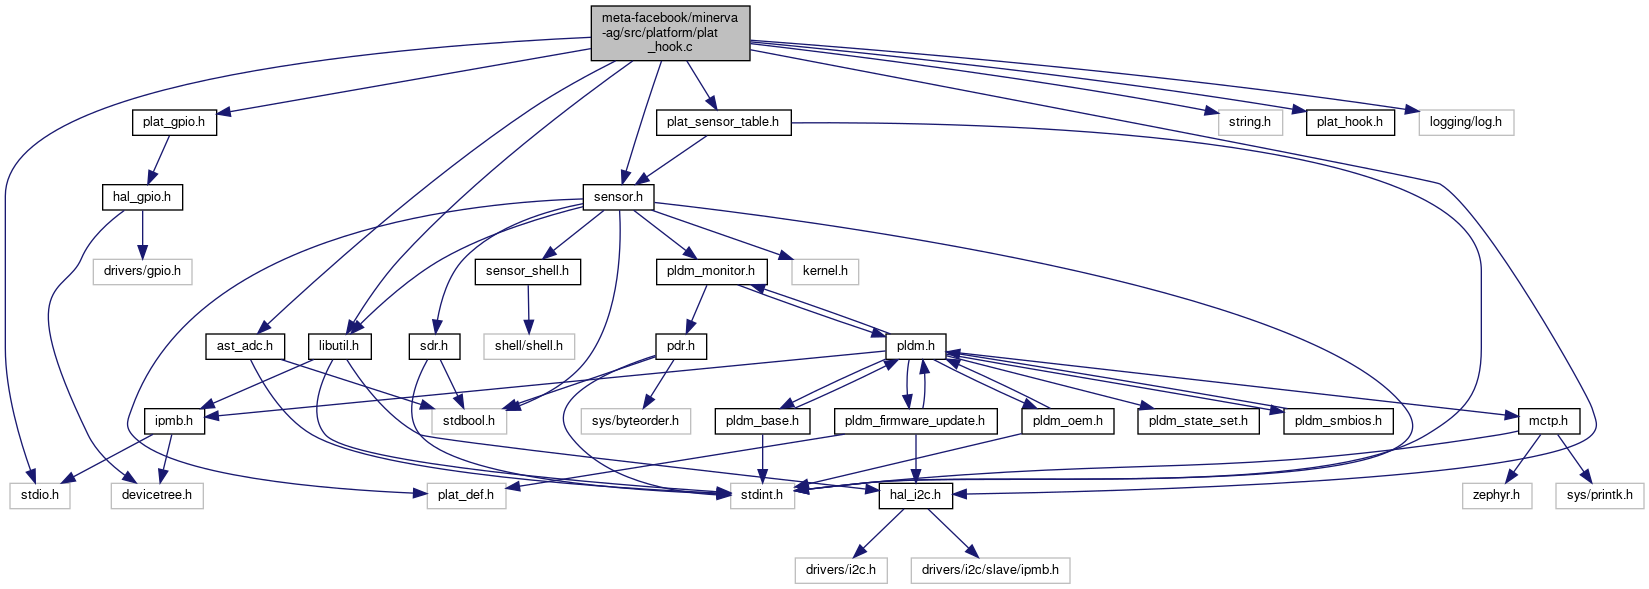 meta-facebook/minerva
-ag/src/platform/plat
_hook.c
plat_gpio.h
plat_sensor_table.h
string.h
plat_hook.h
logging/log.h
hal_gpio.h
sensor.h
drivers/gpio.h
sensor_shell.h
pldm_monitor.h
kernel.h
ast_adc.h
libutil.h
sdr.h
shell/shell.h
pdr.h
pldm.h
ipmb.h
stdbool.h
sys/byteorder.h
pldm_base.h
pldm_firmware_update.h
pldm_oem.h
pldm_state_set.h
pldm_smbios.h
mctp.h
stdio.h
devicetree.h
plat_def.h
stdint.h
hal_i2c.h
zephyr.h
sys/printk.h
drivers/i2c.h
drivers/i2c/slave/ipmb.h